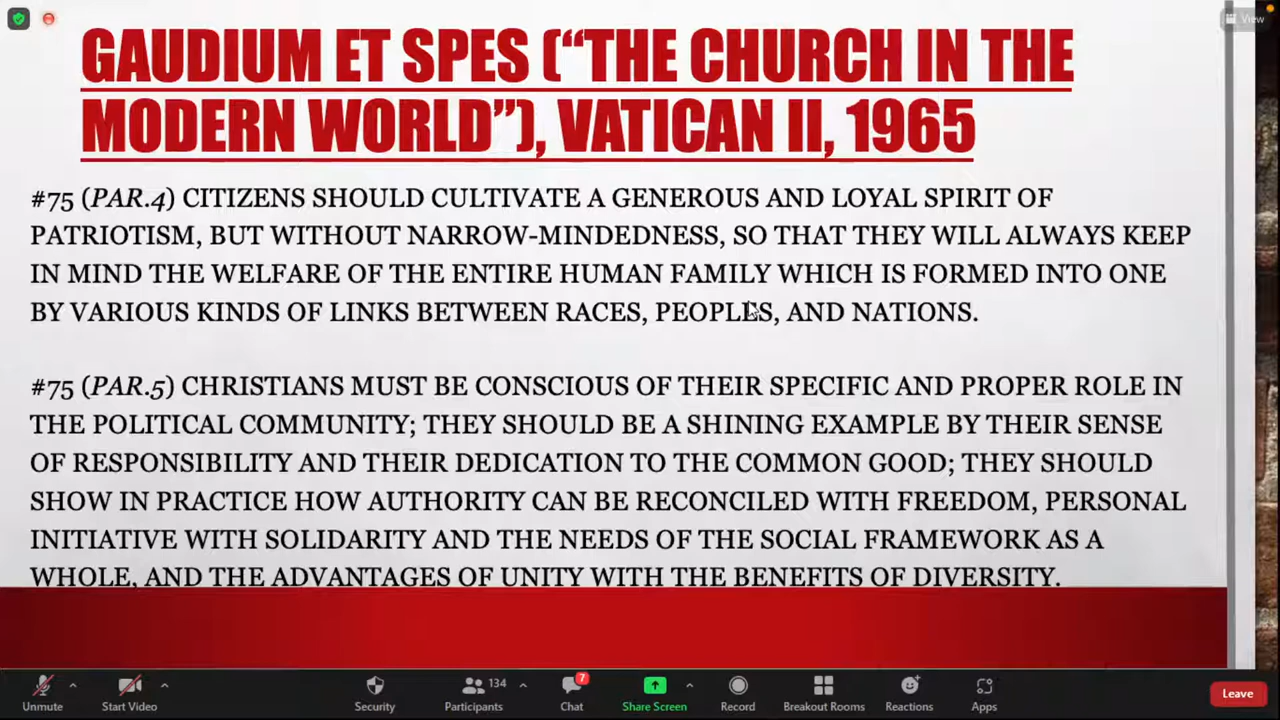 View
GAUDIUM ET SPES (“THE CHURCH IN THE
MODERN WORLD”), VATICAN II, 1965
#75 (PAR.4) CITIZENS SHOULD CULTIVATE A GENEROUS AND LOYAL SPIRIT OF
PATRIOTISM, BUT WITHOUT NARROW-MINDEDNESS, SO THAT THEY WILL ALWAYS KEEP
IN MIND THE WELFARE OF THE ENTIRE HUMAN FAMILY WHICH IS FORMED INTO ONE
BY VARIOUS KINDS OF LINKS BETWEEN RACES, PEOPLES, AND NATIONS.
#75 (PAR.5) CHRISTIANS MUST BE CONSCIOUS OF THEIR SPECIFIC AND PROPER ROLE IN
THE POLITICAL COMMUNITY; THEY SHOULD BE A SHINING EXAMPLE BY THEIR SENSE
OF RESPONSIBILITY AND THEIR DEDICATION TO THE COMMON GOOD; THEY SHOULD
SHOW IN PRACTICE HOW AUTHORITY CAN BE RECONCILED WITH FREEDOM, PERSONAL
INITIATIVE WITH SOLIDARITY AND THE NEEDS OF THE SOCIAL FRAMEWORK AS A
WHOLE, AND THE ADVANTAGES OF UNITY WITH THE BENEFITS OF DIVERSITY.
134 7
Unmute Start Video Security Participants Chat Share Screen Record Breakout Rooms Reactions Apps Leave